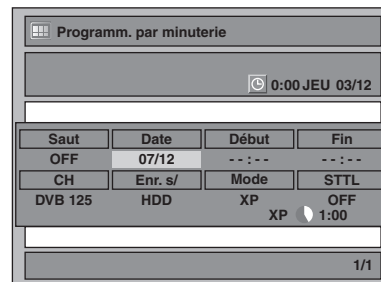 Programm. par minuterie
0:00 JEU 03/12
Saut Date Début Fin
OFF 07/12 --:-- --:--
CH Enr. s/ Mode STTL
DVB 125 HDD XP OFF
XP 1:00
1/1